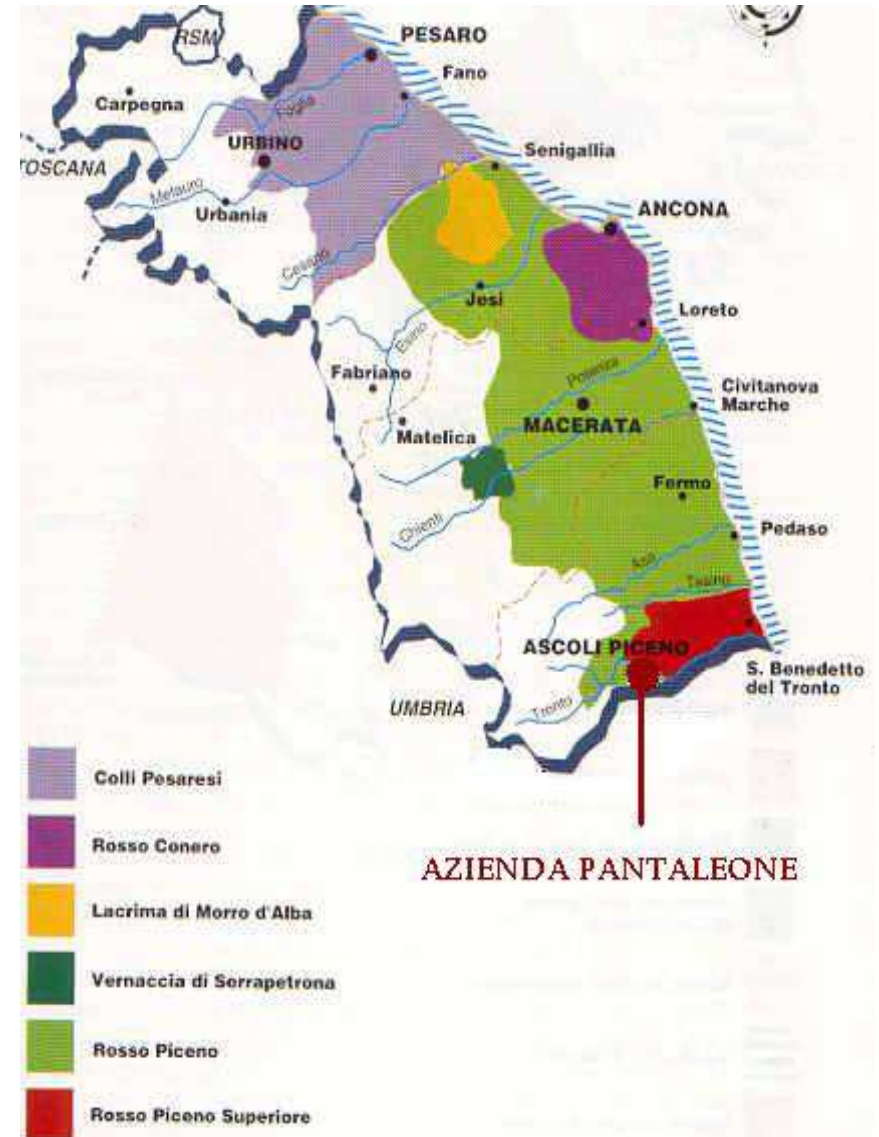 RSM
PESARO
Fano
Carpegna
Foglia
URBINO
TOSCANA
Senigallia
Metauro
Urbania
ANCONA
Cesano
Jesi
Loreto
Esino
Fabriano
Potenza
Civitanova
Marche
MACERATA
Matelica
Fermo
Chienti
Pedaso
Aso
Tesino
ASCOLI PICENO
S. Benedetto
del Tronto
UMBRIA
Tronto
Colli Pesaresi
Rosso Conero
AZIENDA PANTALEONE
Lacrima di Morro d'Alba
Vernaccia di Serrapetrona
Rosso Piceno
Rosso Piceno Superiore